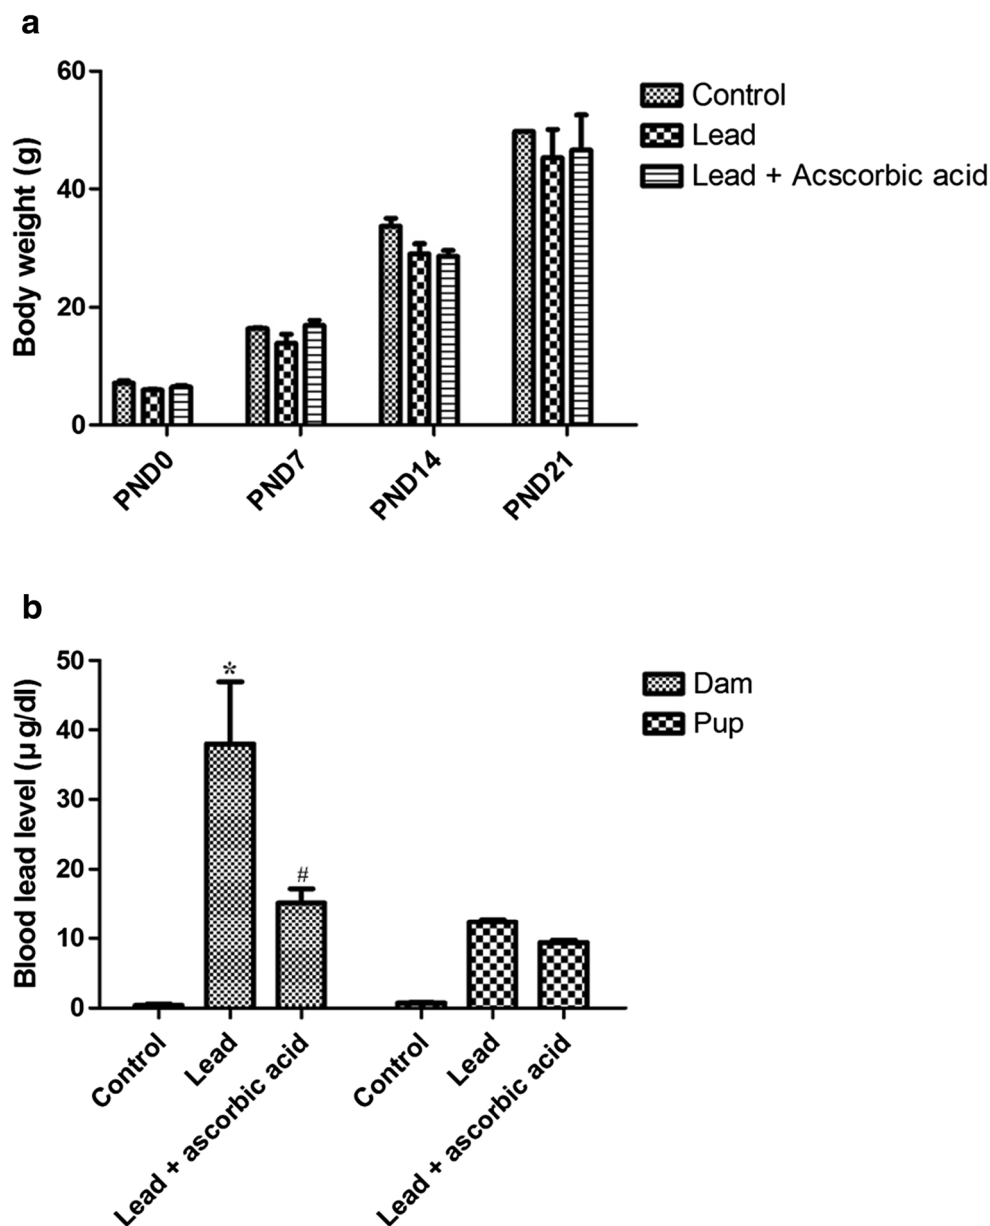 a
60
40
20
0
Body weight (g)
PND0
PND7
PND14
PND21
Control
Lead
Lead + Acscorbic acid
b
50
40
30
20
10
0
Blood lead level (μg/dl)
*
#
Control
Lead
Lead + ascorbic acid
Control
Lead
Lead + ascorbic acid
Dam
Pup